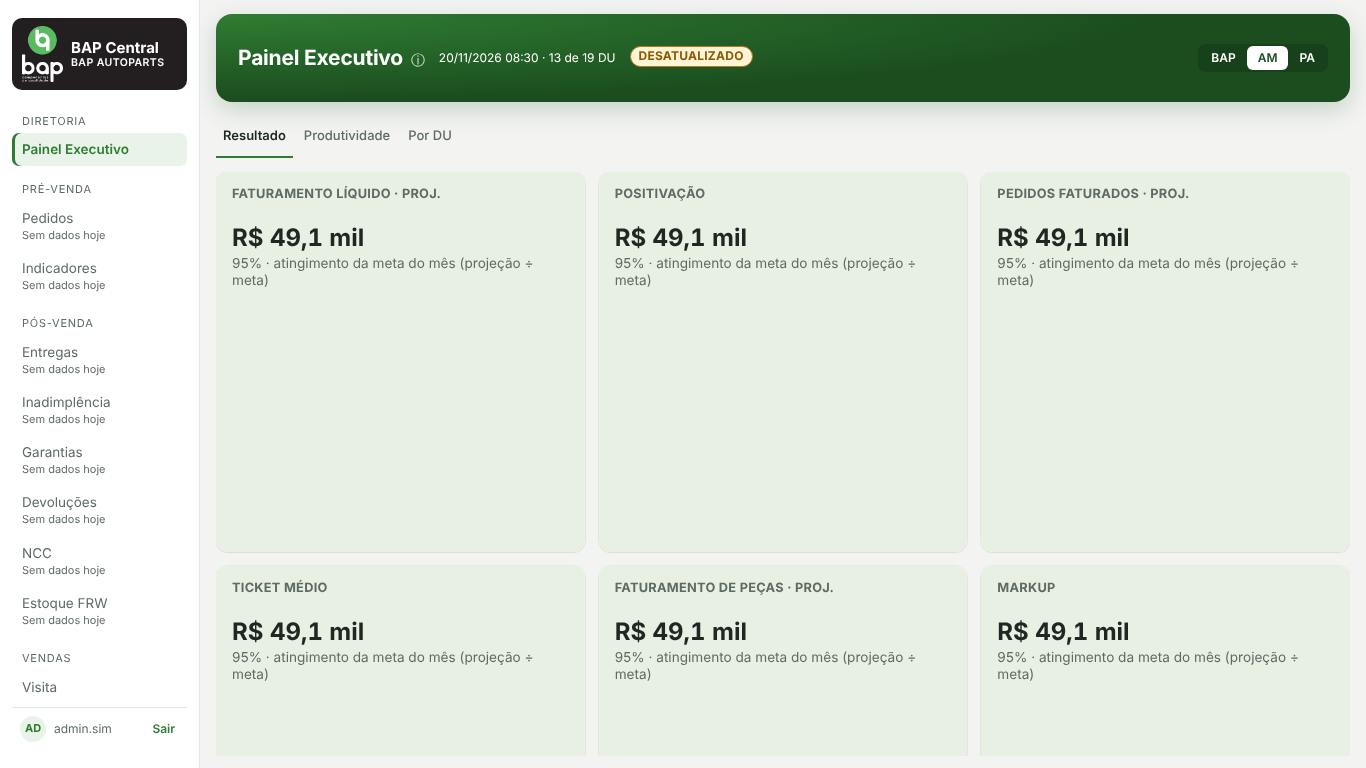 bap
BAP Central
BAP AUTOPARTS
DIRETORIA
Painel Executivo
PRÉ-VENDA
Pedidos
Sem dados hoje
Indicadores
Sem dados hoje
PÓS-VENDA
Entregas
Sem dados hoje
Inadimplência
Sem dados hoje
Garantias
Sem dados hoje
Devoluções
Sem dados hoje
NCC
Sem dados hoje
Estoque FRW
Sem dados hoje
VENDAS
Visita
AD admin.sim Sair
Painel Executivo ⓘ 20/11/2026 08:30 · 13 de 19 DU DESATUALIZADO BAP AM PA
Resultado Produtividade Por DU
FATURAMENTO LÍQUIDO · PROJ.
R$ 49,1 mil
95% · atingimento da meta do mês (projeção ÷
meta)
POSITIVAÇÃO
R$ 49,1 mil
95% · atingimento da meta do mês (projeção ÷
meta)
PEDIDOS FATURADOS · PROJ.
R$ 49,1 mil
95% · atingimento da meta do mês (projeção ÷
meta)
TICKET MÉDIO
R$ 49,1 mil
95% · atingimento da meta do mês (projeção ÷
meta)
FATURAMENTO DE PEÇAS · PROJ.
R$ 49,1 mil
95% · atingimento da meta do mês (projeção ÷
meta)
MARKUP
R$ 49,1 mil
95% · atingimento da meta do mês (projeção ÷
meta)